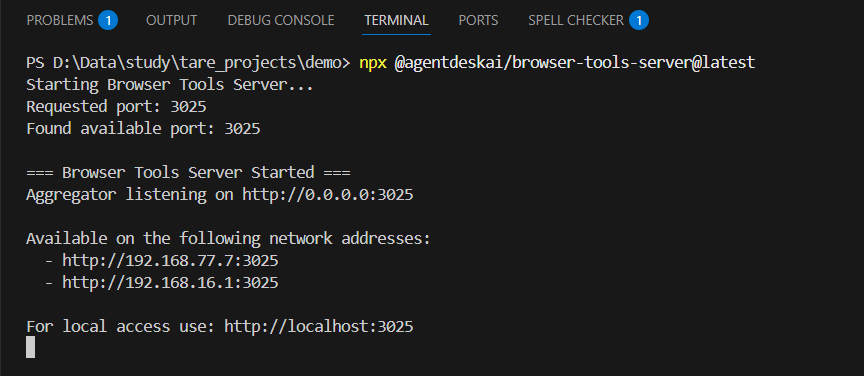 PROBLEMS 1 OUTPUT DEBUG CONSOLE TERMINAL PORTS SPELL CHECKER 1
PS D:\Data\study\tare_projects\demo> npx @agentdeskai/browser-tools-server@latest
Starting Browser Tools Server...
Requested port: 3025
Found available port: 3025
=== Browser Tools Server Started ===
Aggregator listening on http://0.0.0.0:3025
Available on the following network addresses:
- http://192.168.77.7:3025
- http://192.168.16.1:3025
For local access use: http://localhost:3025